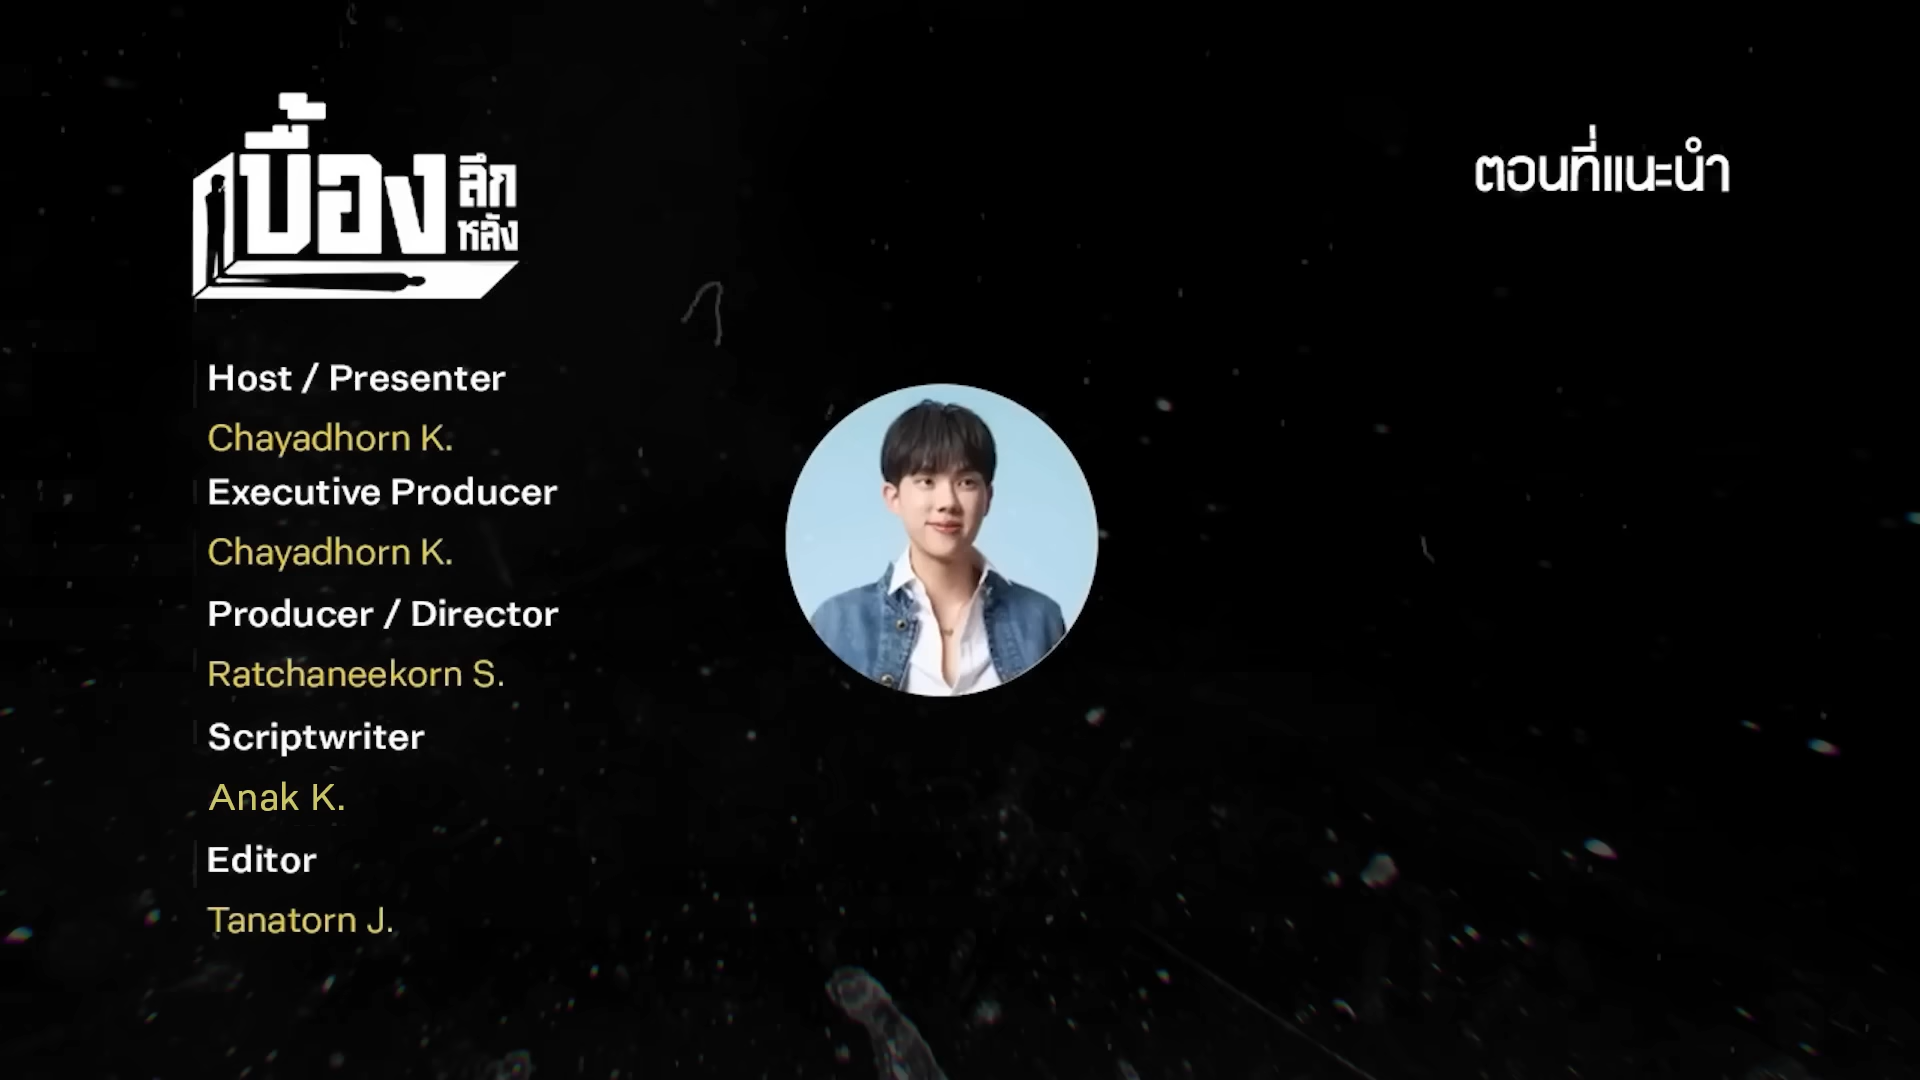 เบื้อง
ลึก
หลัง
ตอนที่แนะนำ
Host / Presenter
Chayadhorn K.
Executive Producer
Chayadhorn K.
Producer / Director
Ratchaneekorn S.
Scriptwriter
Anak K.
Editor
Tanatorn J.